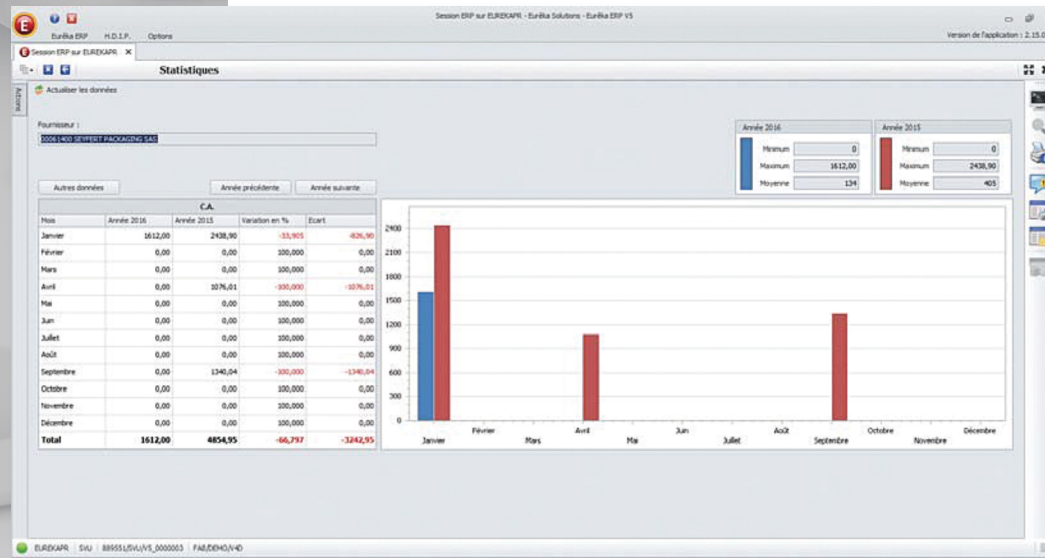 Session ERP sur EUREKAPR - Eurêka Solutions - Eurêka ERP V5
Eurêka ERP H.D.I.P. Options
Version de l'application : 2.15.0
Session ERP sur EUREKAPR X
Statistiques
Actions
Actualiser les données
Fournisseur :
00061400 SEYFERT PACKAGING SAS
Année 2016 Année 2015
Minimum 0 Minimum 0
Maximum 1612,00 Maximum 2438,90
Moyenne 134 Moyenne 405
Autres données Année précédente Année suivante
C.A.
Mois Année 2016 Année 2015 Variation en % Ecart
Janvier 1612,00 2438,90 -33,905 -826,90
Février 0,00 0,00 100,000 0,00
Mars 0,00 0,00 100,000 0,00
Avril 0,00 1076,01 -100,000 -1076,01
Mai 0,00 0,00 100,000 0,00
Juin 0,00 0,00 100,000 0,00
Juillet 0,00 0,00 100,000 0,00
Août 0,00 0,00 100,000 0,00
Septembre 0,00 1340,04 -100,000 -1340,04
Octobre 0,00 0,00 100,000 0,00
Novembre 0,00 0,00 100,000 0,00
Décembre 0,00 0,00 100,000 0,00
Total 1612,00 4854,95 -66,797 -3242,95
2400
2100
1800
1500
1200
900
600
300
0
Janvier Février Mars Avril Mai Juin Juillet Août Septembre Octobre Novembre Décembre
EUREKAPR SVU 889551/SVU/V5_0000003 FAB/DEMO/V4D